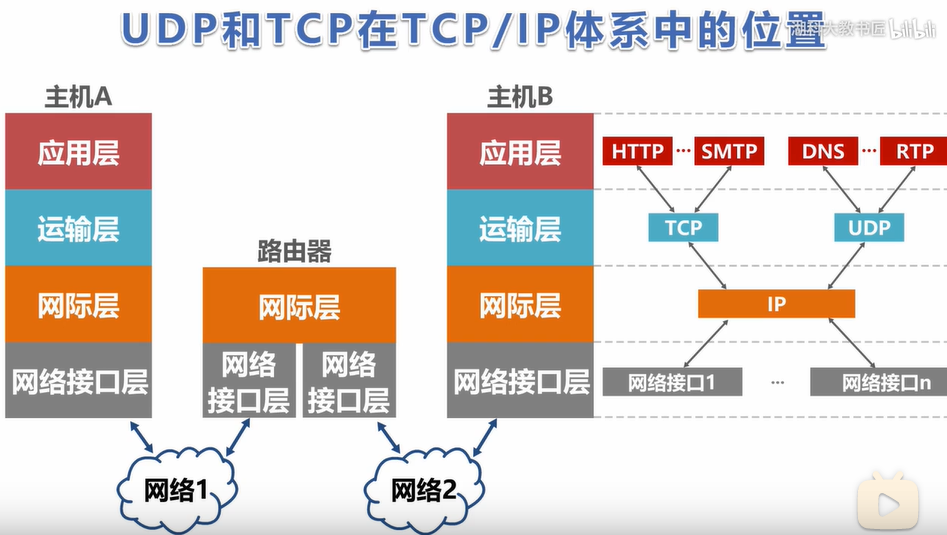 UDP和TCP在TCP/IP体系中的位置
湖科大教书匠 bilibili
主机A
主机B
应用层
应用层
HTTP
···
SMTP
DNS
···
RTP
运输层
运输层
TCP
UDP
路由器
网际层
网际层
网际层
IP
网络接口层
网络
接口层
网络
接口层
网络接口层
网络接口1
···
网络接口n
网络1
网络2